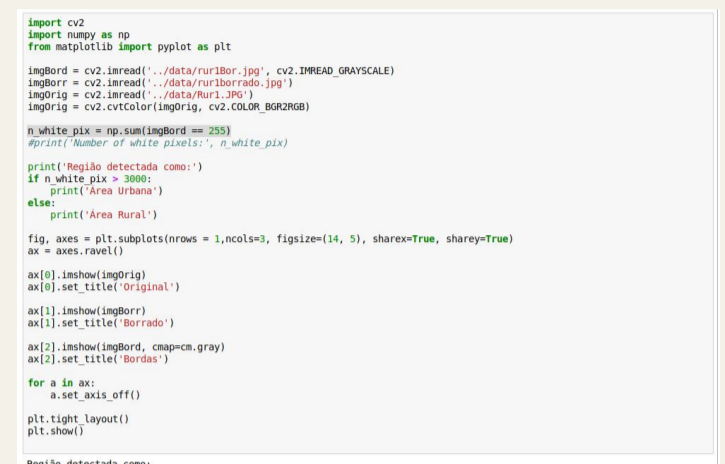 import cv2
import numpy as np
from matplotlib import pyplot as plt
imgBord = cv2.imread('../data/rur1Bor.jpg', cv2.IMREAD_GRAYSCALE)
imgBorr = cv2.imread('../data/rur1borrado.jpg')
imgOrig = cv2.imread('../data/Rur1.JPG')
imgOrig = cv2.cvtColor(imgOrig, cv2.COLOR_BGR2RGB)
n_white_pix = np.sum(imgBord == 255)
#print('Number of white pixels:', n_white_pix)
print('Região detectada como:')
if n_white_pix > 3000:
    print('Área Urbana')
else:
    print('Área Rural')
fig, axes = plt.subplots(nrows = 1,ncols=3, figsize=(14, 5), sharex=True, sharey=True)
ax = axes.ravel()
ax[0].imshow(imgOrig)
ax[0].set_title('Original')
ax[1].imshow(imgBorr)
ax[1].set_title('Borrado')
ax[2].imshow(imgBord, cmap=cm.gray)
ax[2].set_title('Bordas')
for a in ax:
    a.set_axis_off()
plt.tight_layout()
plt.show()
Região detectada como: